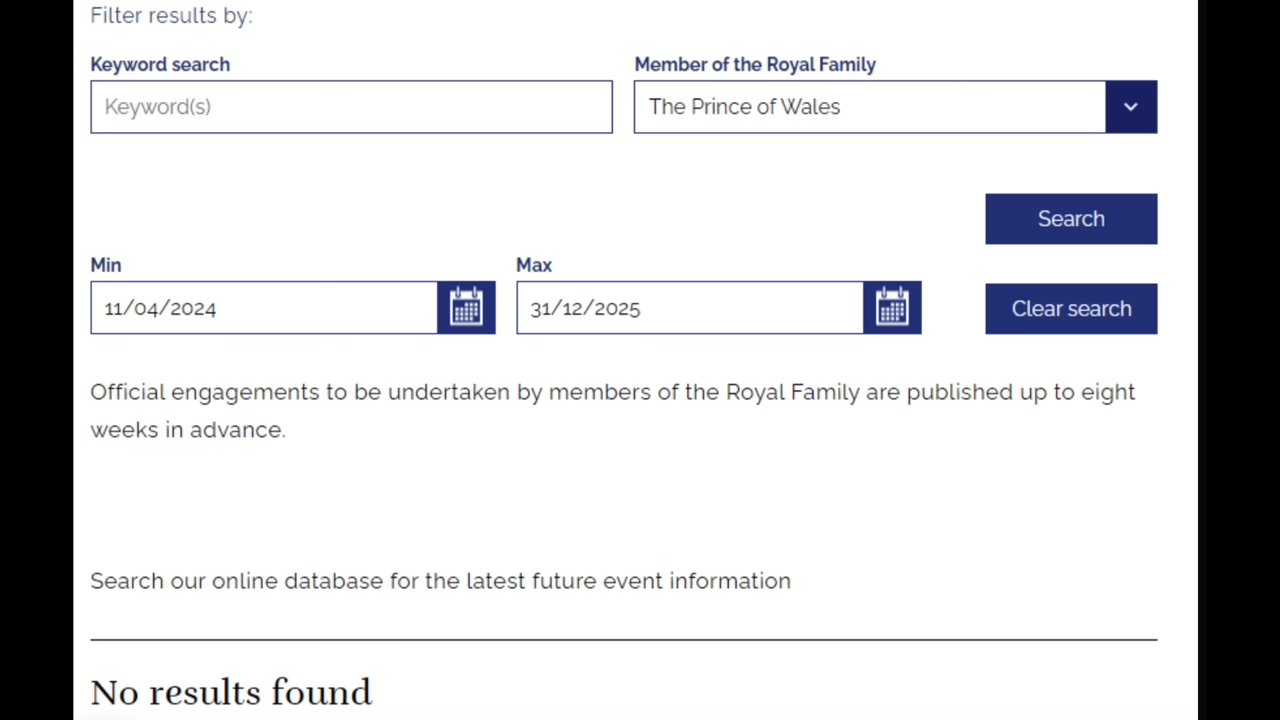 Filter results by:
Keyword search
Member of the Royal Family
Keyword(s)
The Prince of Wales
Search
Min
Max
11/04/2024
31/12/2025
Clear search
Official engagements to be undertaken by members of the Royal Family are published up to eight
weeks in advance.
Search our online database for the latest future event information
No results found